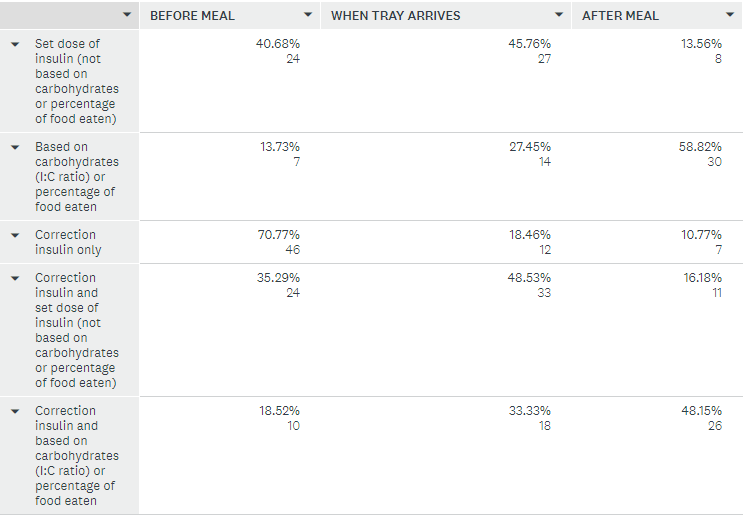 BEFORE MEAL WHEN TRAY ARRIVES AFTER MEAL
Set dose of 40.68% 45.76% 13.56%
insulin (not 24 27 8
based on
carbohydrates
or percentage
of food eaten)
Based on 13.73% 27.45% 58.82%
carbohydrates 7 14 30
(I:C ratio) or
percentage of
food eaten
Correction 70.77% 18.46% 10.77%
insulin only 46 12 7
Correction 35.29% 48.53% 16.18%
insulin and 24 33 11
set dose of
insulin (not
based on
carbohydrates
or percentage
of food eaten)
Correction 18.52% 33.33% 48.15%
insulin and 10 18 26
based on
carbohydrates
(I:C ratio) or
percentage of
food eaten